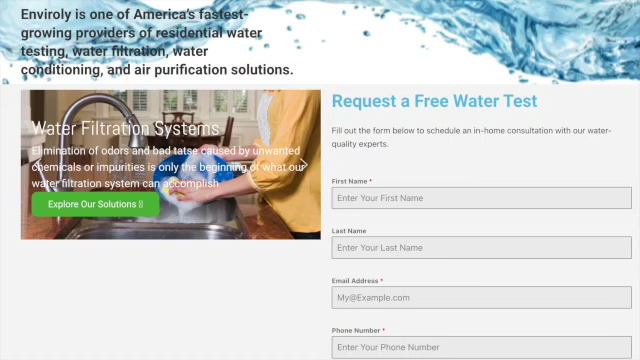 Enviroly is one of America's fastest-
growing providers of residential water
testing, water filtration, water
conditioning, and air purification solutions.
Water Filtration Systems
Elimination of odors and bad tatse caused by unwanted
chemicals or impurities is only the beginning of what our
water filtration system can accomplish
Explore Our Solutions ||
Request a Free Water Test
Fill out the form below to schedule an in-home consultation with our water-
quality experts.
First Name *
Enter Your First Name
Last Name
Enter Your Last Name
Email Address *
My@Example.com
Phone Number *
Enter Your Phone Number